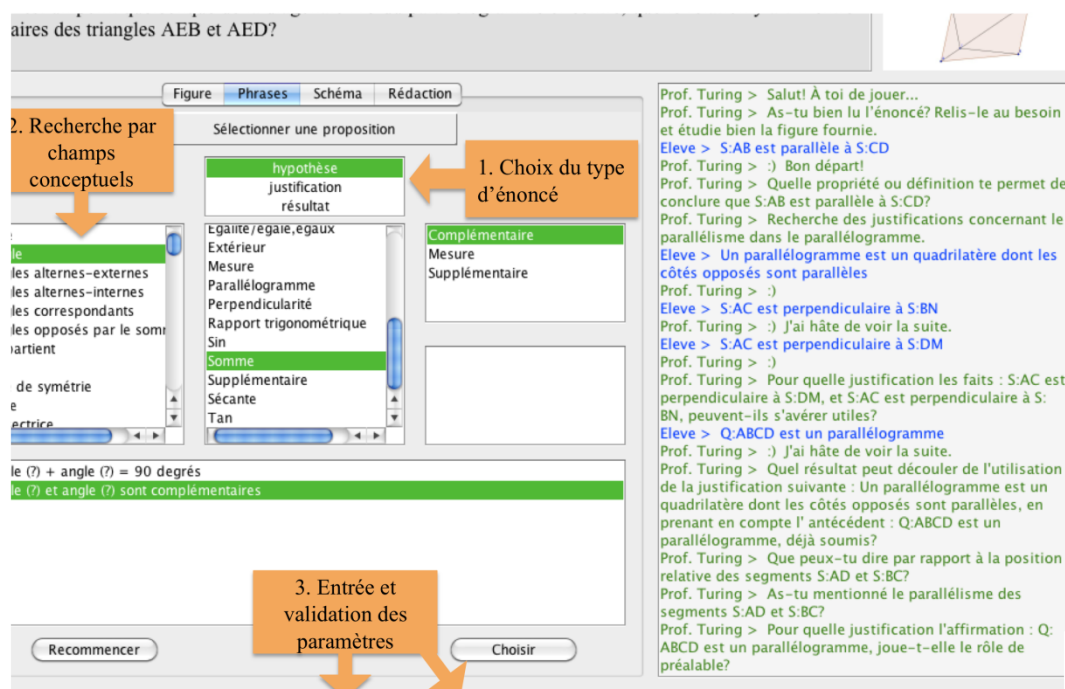 aires des triangles AEB et AED?
Figure Phrases Schéma Rédaction
Sélectionner une proposition
2. Recherche par
champs
conceptuels
hypothèse
justification
résultat
1. Choix du type
d'énoncé
le
les alternes-externes
les alternes-internes
les correspondants
les opposés par le somm
partient
de symétrie
e
ectrice
Égalité/égale,égaux
Extérieur
Mesure
Parallélogramme
Perpendicularité
Rapport trigonométrique
Sin
Somme
Supplémentaire
Sécante
Tan
Complémentaire
Mesure
Supplémentaire
le (?) + angle (?) = 90 degrés
le (?) et angle (?) sont complémentaires
3. Entrée et
validation des
paramètres
Recommencer
Choisir
Prof. Turing > Salut! À toi de jouer...
Prof. Turing > As-tu bien lu l'énoncé? Relis-le au besoin
et étudie bien la figure fournie.
Eleve > S:AB est parallèle à S:CD
Prof. Turing > :) Bon départ!
Prof. Turing > Quelle propriété ou définition te permet de
conclure que S:AB est parallèle à S:CD?
Prof. Turing > Recherche des justifications concernant le
parallélisme dans le parallélogramme.
Eleve > Un parallélogramme est un quadrilatère dont les
côtés opposés sont parallèles
Prof. Turing > :)
Eleve > S:AC est perpendiculaire à S:BN
Prof. Turing > :) J'ai hâte de voir la suite.
Eleve > S:AC est perpendiculaire à S:DM
Prof. Turing > :)
Prof. Turing > Pour quelle justification les faits : S:AC est
perpendiculaire à S:DM, et S:AC est perpendiculaire à S:
BN, peuvent-ils s'avérer utiles?
Eleve > Q:ABCD est un parallélogramme
Prof. Turing > :) J'ai hâte de voir la suite.
Prof. Turing > Quel résultat peut découler de l'utilisation
de la justification suivante : Un parallélogramme est un
quadrilatère dont les côtés opposés sont parallèles, en
prenant en compte l' antécédent : Q:ABCD est un
parallélogramme, déjà soumis?
Prof. Turing > Que peux-tu dire par rapport à la position
relative des segments S:AD et S:BC?
Prof. Turing > As-tu mentionné le parallélisme des
segments S:AD et S:BC?
Prof. Turing > Pour quelle justification l'affirmation : Q:
ABCD est un parallélogramme, joue-t-elle le rôle de
préalable?